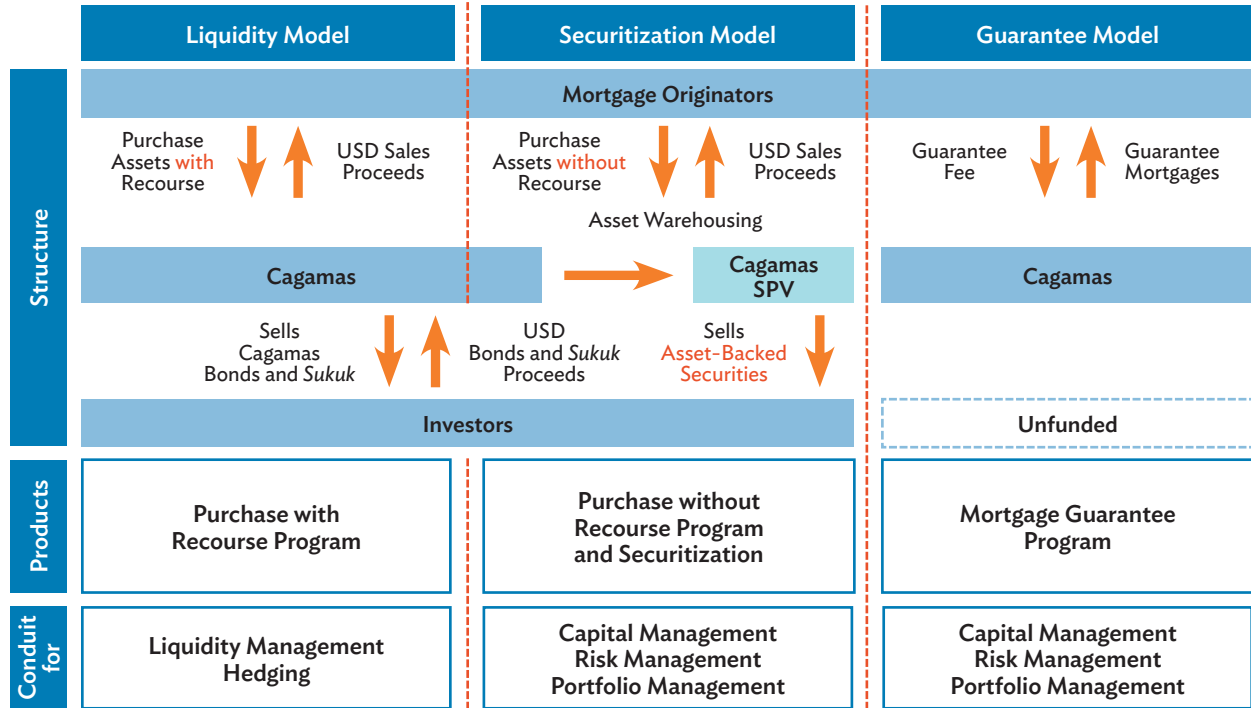 Liquidity Model
Securitization Model
Guarantee Model
Structure
Mortgage Originators
Purchase
Assets with
Recourse
USD Sales
Proceeds
Purchase
Assets without
Recourse
USD Sales
Proceeds
Guarantee
Fee
Guarantee
Mortgages
Asset Warehousing
Cagamas
Cagamas
SPV
Cagamas
Sells
Cagamas
Bonds and Sukuk
USD
Bonds and Sukuk
Proceeds
Sells
Asset-Backed
Securities
Investors
Unfunded
Products
Purchase with
Recourse Program
Purchase without
Recourse Program
and Securitization
Mortgage Guarantee
Program
Conduit
for
Liquidity Management
Hedging
Capital Management
Risk Management
Portfolio Management
Capital Management
Risk Management
Portfolio Management